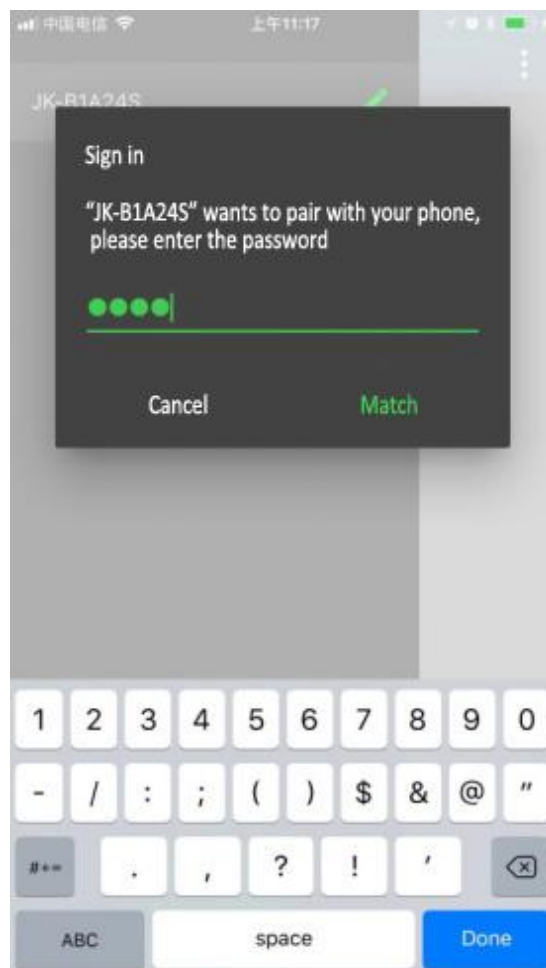 中国电信 上午11:17
JK-B1A24S
Sign in
“JK-B1A24S” wants to pair with your phone,
please enter the password
Cancel Match
1 2 3 4 5 6 7 8 9 0
- / : ; ( ) $ & @ "
#+= . , ? ! '
ABC space Done